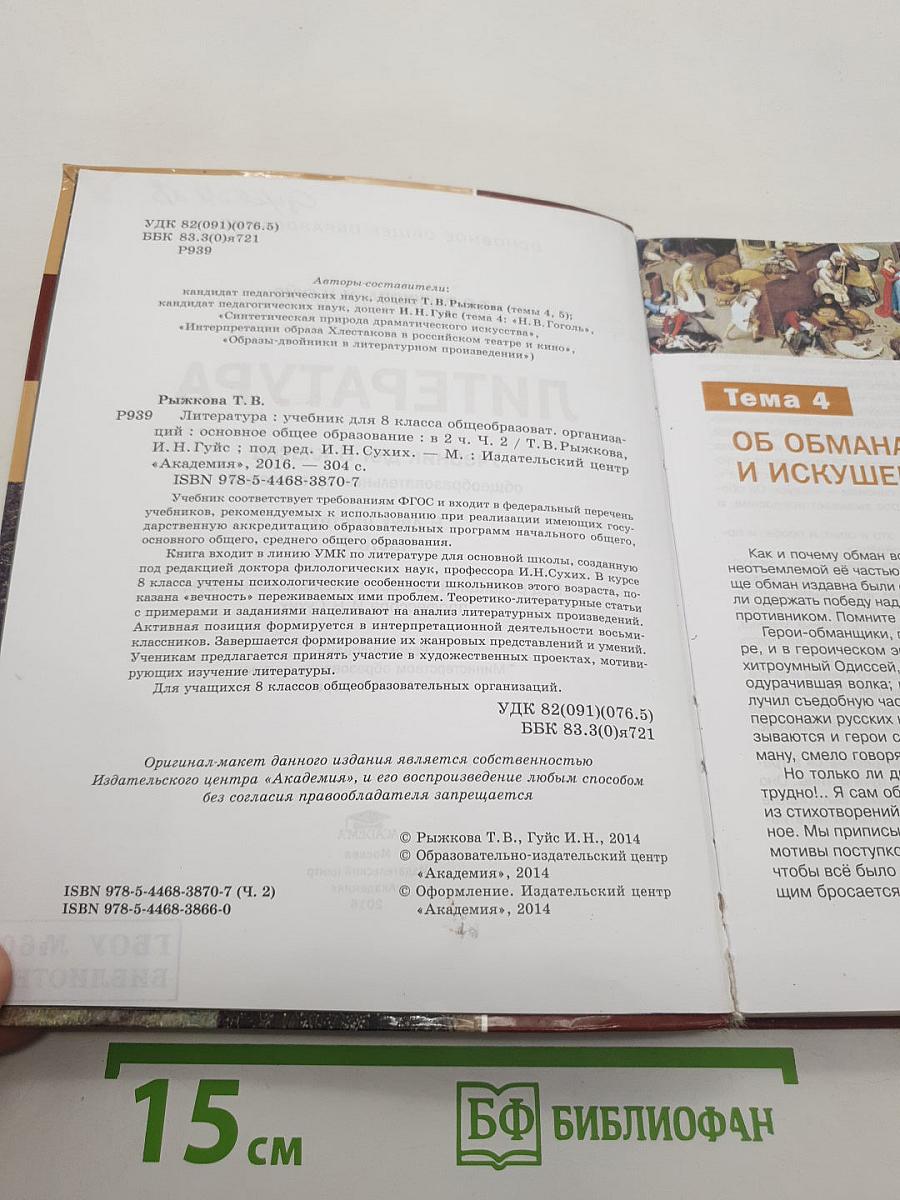 УДК 82(091)(076.5)
ББК 83.3(0)я721
Р939
Авторы-составители:
кандидат педагогических наук, доцент Т. В. Рыжкова (темы 4, 5);
кандидат педагогических наук, доцент И. Н. Гуйс (тема 4: «Н. В. Гоголь»,
«Синтетическая природа драматического искусства»,
«Интерпретации образа Хлестакова в российском театре и кино»,
«Образы-двойники в литературном произведении»)
Рыжкова Т. В.
Р939 Литература : учебник для 8 класса общеобразоват. организа-
ций : основное общее образование : в 2 ч. Ч. 2 / Т. В. Рыжкова,
И. Н. Гуйс ; под ред. И. Н. Сухих. — М. : Издательский центр
«Академия», 2016. — 304 с.
ISBN 978-5-4468-3870-7
Учебник соответствует требованиям ФГОС и входит в федеральный перечень
учебников, рекомендуемых к использованию при реализации имеющих госу-
дарственную аккредитацию образовательных программ начального общего,
основного общего, среднего общего образования.
Книга входит в линию УМК по литературе для основной школы, созданную
под редакцией доктора филологических наук, профессора И. Н. Сухих. В курсе
8 класса учтены психологические особенности школьников этого возраста, по-
казана «вечность» переживаемых ими проблем. Теоретико-литературные статьи
с примерами и заданиями нацеливают на анализ литературных произведений.
Активная позиция формируется в интерпретационной деятельности восьми-
классников. Завершается формирование их жанровых представлений и умений.
Ученикам предлагается принять участие в художественных проектах, мотиви-
рующих изучение литературы.
Для учащихся 8 классов общеобразовательных организаций.
УДК 82(091)(076.5)
ББК 83.3(0)я721
Оригинал-макет данного издания является собственностью
Издательского центра «Академия», и его воспроизведение любым способом
без согласия правообладателя запрещается
© Рыжкова Т. В., Гуйс И. Н., 2014
© Образовательно-издательский центр
«Академия», 2014
ISBN 978-5-4468-3870-7 (Ч. 2)
ISBN 978-5-4468-3866-0
© Оформление. Издательский центр
«Академия», 2014
Тема 4
ОБ ОБМАНА
И ИСКУШЕ
Как и почему обман
неотъемлемой её частью
ще обман издавна были
ли одержать победу над
противником. Помните
Герои-обманщики,
ре, и в героическом
хитроумный Одиссей,
одурачившая волка;
лучил съедобную час
персонажи русских
зываются и герои
ману, смело говоря
Но только ли
трудно!.. Я сам об
из стихотворений
ное. Мы приписы
мотивы поступко
чтобы всё было
щим бросается
15 см
БФ БИБЛИОФАН